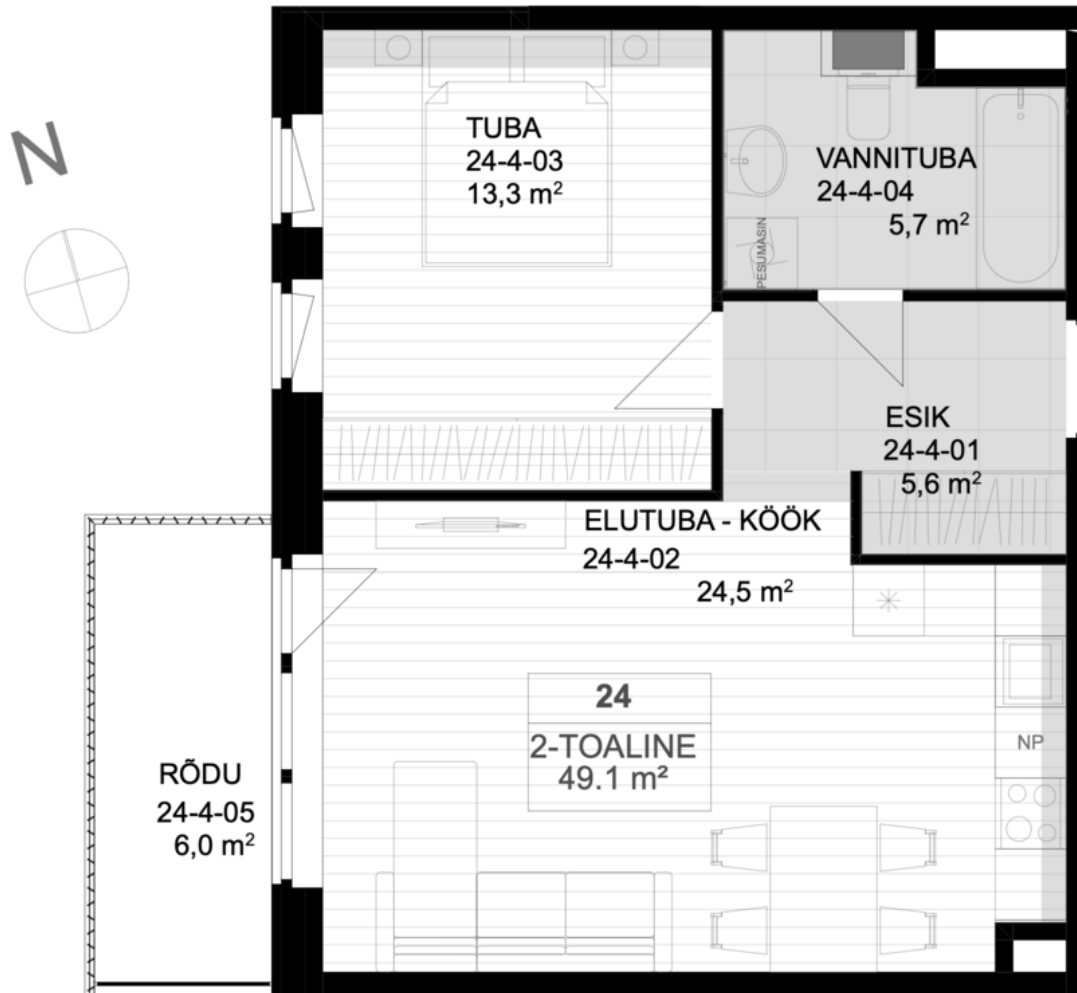 N
TUBA
24-4-03
13,3 m²
VANNITUBA
24-4-04
5,7 m²
PESUMASIN
ESIK
24-4-01
5,6 m²
ELUTUBA - KÖÖK
24-4-02
24,5 m²
24
2-TOALINE
49.1 m²
NP
RÕDU
24-4-05
6,0 m²